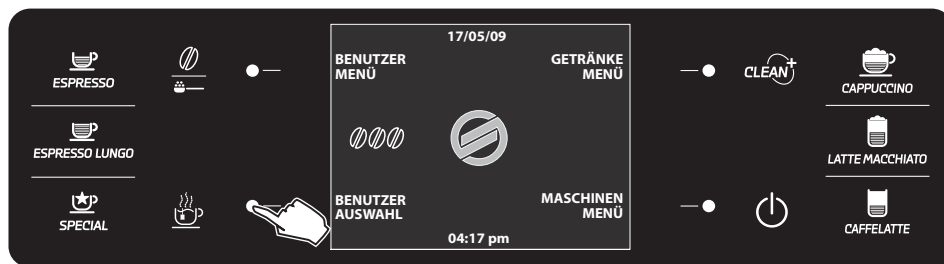 17/05/09
BENUTZER
MENÜ
GETRÄNKE
MENÜ
ESPRESSO
CLEAN+
CAPPUCCINO
ESPRESSO LUNGO
LATTE MACCHIATO
BENUTZER
AUSWAHL
MASCHINEN
MENÜ
SPECIAL
CAFFELATTE
04:17 pm